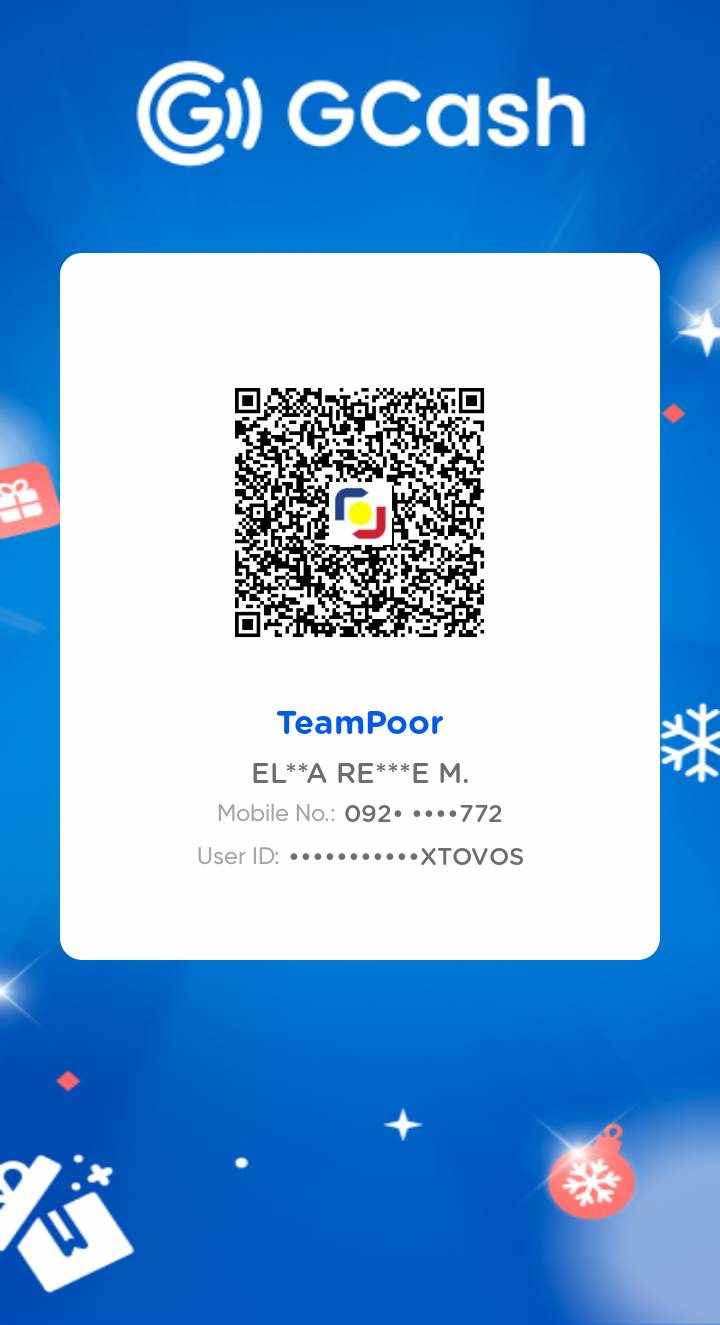 GCash
TeamPoor
EL**A RE***E M.
Mobile No.: 092• ••••772
User ID: •••••••••••XTOVOS